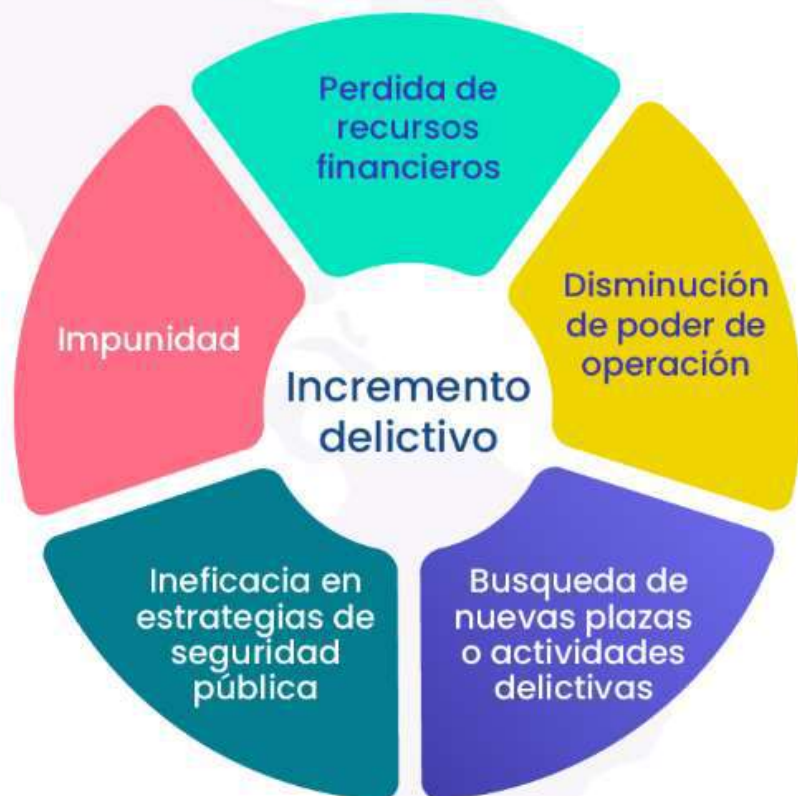 Perdida de
recursos
financieros
Disminución
de poder de
operación
Impunidad
Incremento
delictivo
Ineficacia en
estrategias de
seguridad
pública
Busqueda de
nuevas plazas
o actividades
delictivas